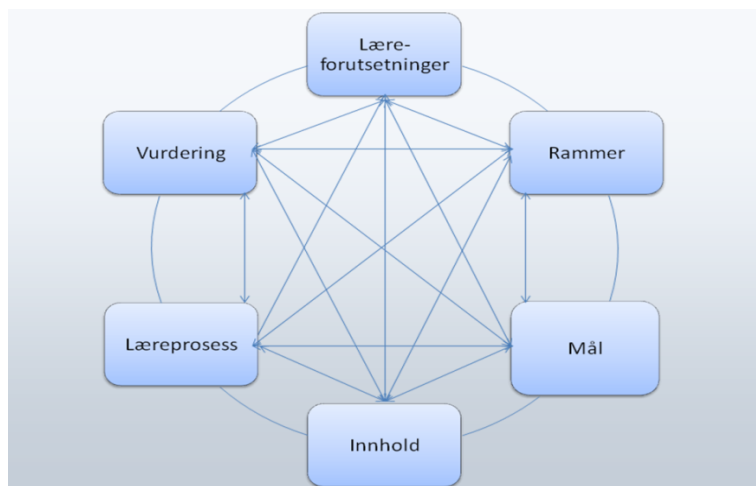 Lære-
forutsetninger
Vurdering
Rammer
Læreprosess
Mål
Innhold